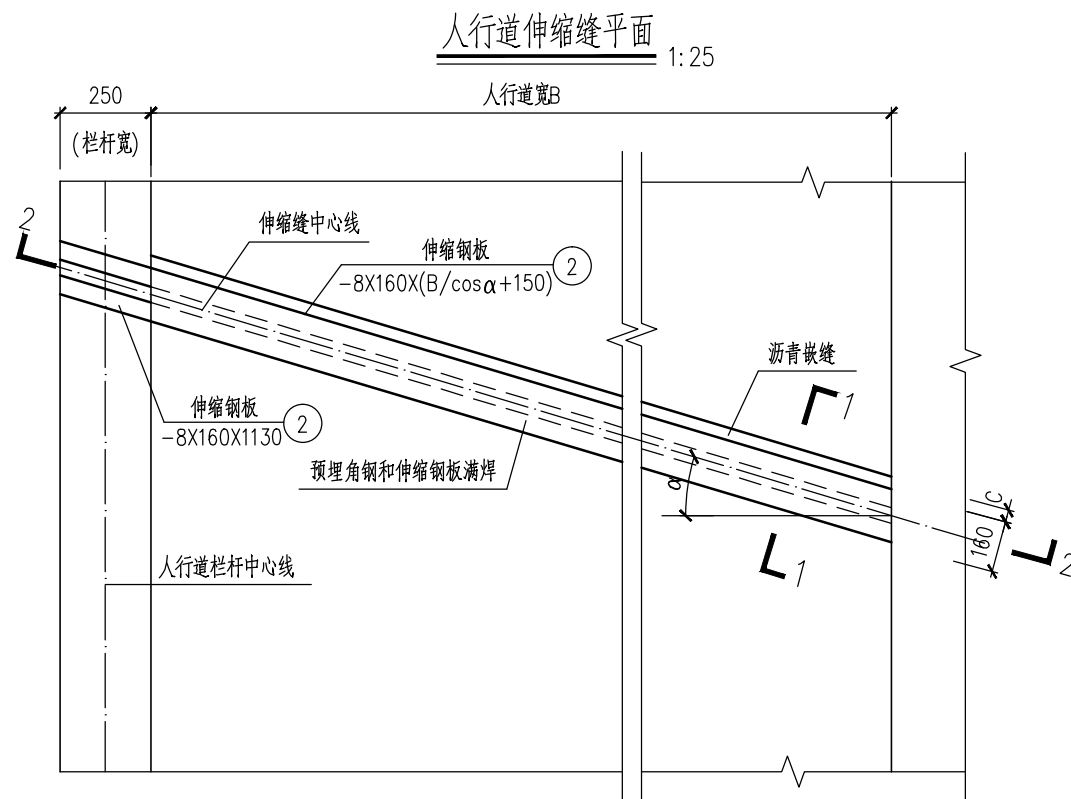 人行道伸缩缝平面
1:25
250
人行道宽B
(栏杆宽)
2
伸缩缝中心线
伸缩钢板
2
-8X160X(B/cosα+150)
沥青嵌缝
1
伸缩钢板
-8X160X1130
2
预埋角钢和伸缩钢板满焊
α
C
160
1
2
人行道栏杆中心线